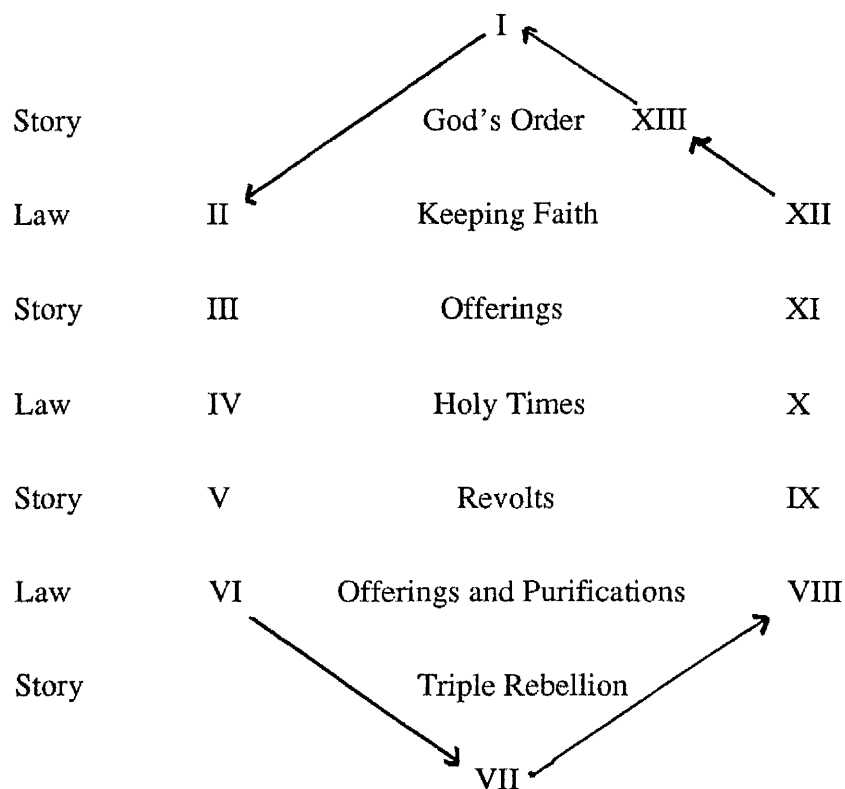 I
Story God's Order XIII
Law II Keeping Faith XII
Story III Offerings XI
Law IV Holy Times X
Story V Revolts IX
Law VI Offerings and Purifications VIII
Story Triple Rebellion
VII